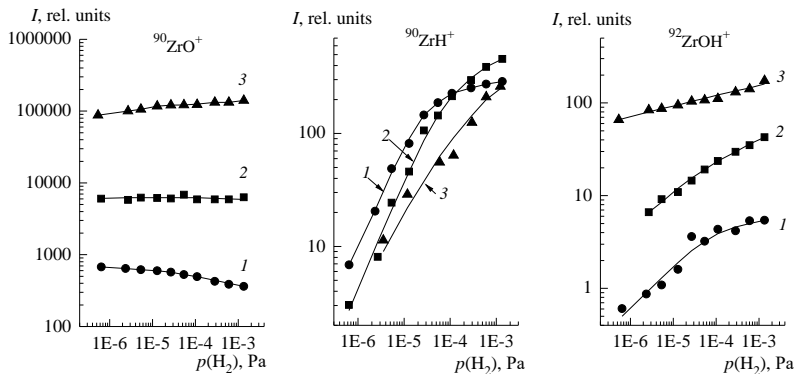 I, rel. units
⁹⁰ZrO⁺
1000000
100000
10000
1000
100
3
2
1
1E-6 1E-5 1E-4 1E-3
p(H₂), Pa
I, rel. units
⁹⁰ZrH⁺
100
10
1
2
3
1E-6 1E-5 1E-4 1E-3
p(H₂), Pa
I, rel. units
⁹²ZrOH⁺
100
10
1
3
2
1
1E-6 1E-5 1E-4 1E-3
p(H₂), Pa